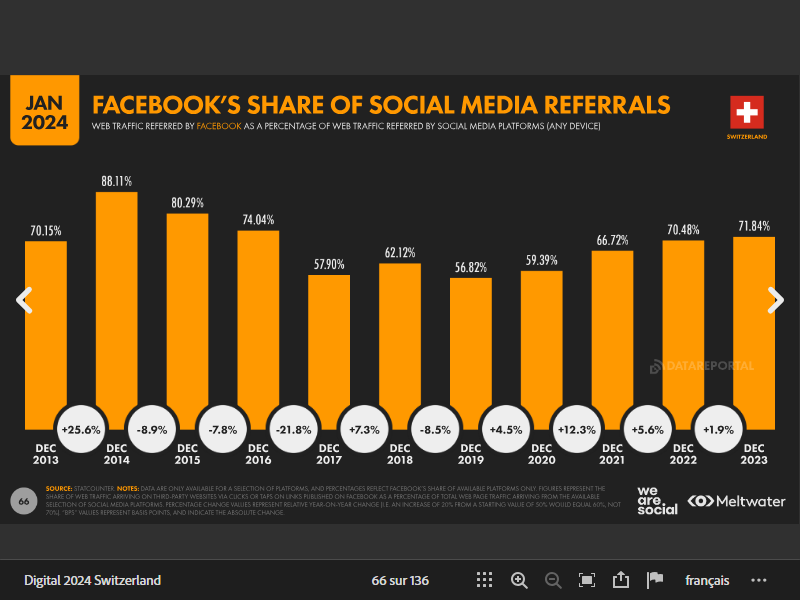 JAN
2024
FACEBOOK'S SHARE OF SOCIAL MEDIA REFERRALS
WEB TRAFFIC REFERRED BY FACEBOOK AS A PERCENTAGE OF WEB TRAFFIC REFERRED BY SOCIAL MEDIA PLATFORMS (ANY DEVICE)
SWITZERLAND
70.15%
88.11%
80.29%
74.04%
57.90%
62.12%
56.82%
59.39%
66.72%
70.48%
71.84%
DATAREPORTAL
+25.6%
-8.9%
-7.8%
-21.8%
+7.3%
-8.5%
+4.5%
+12.3%
+5.6%
+1.9%
DEC
2013
DEC
2014
DEC
2015
DEC
2016
DEC
2017
DEC
2018
DEC
2019
DEC
2020
DEC
2021
DEC
2022
DEC
2023
66
SOURCE: STATCOUNTER. NOTES: DATA ARE ONLY AVAILABLE FOR A SELECTION OF PLATFORMS, AND PERCENTAGES REFLECT FACEBOOK'S SHARE OF AVAILABLE PLATFORMS ONLY. FIGURES REPRESENT THE
SHARE OF WEB TRAFFIC ARRIVING ON THIRD-PARTY WEBSITES VIA CLICKS OR TAPS ON LINKS PUBLISHED ON FACEBOOK AS A PERCENTAGE OF TOTAL WEB PAGE TRAFFIC ARRIVING FROM THE AVAILABLE
SELECTION OF SOCIAL MEDIA PLATFORMS. PERCENTAGE CHANGE VALUES REPRESENT RELATIVE YEAR-ON-YEAR CHANGE (I.E. AN INCREASE OF 20% FROM A STARTING VALUE OF 50% WOULD EQUAL 60%, NOT
70%). "BPS" VALUES REPRESENT BASIS POINTS, AND INDICATE THE ABSOLUTE CHANGE.
we
are.
social
Meltwater
Digital 2024 Switzerland
66 sur 136
français